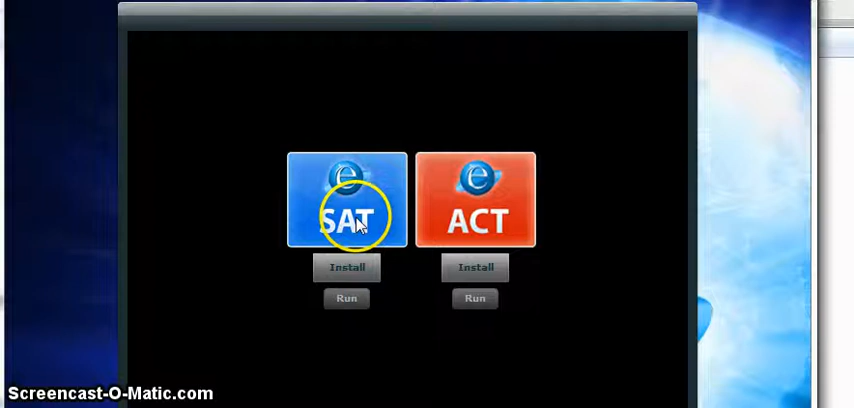 e e
SAT ACT
Install Install
Run Run
Screencast-O-Matic.com